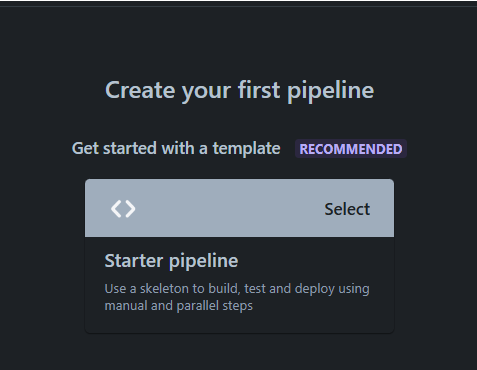 Create your first pipeline
Get started with a template RECOMMENDED
Select
Starter pipeline
Use a skeleton to build, test and deploy using
manual and parallel steps